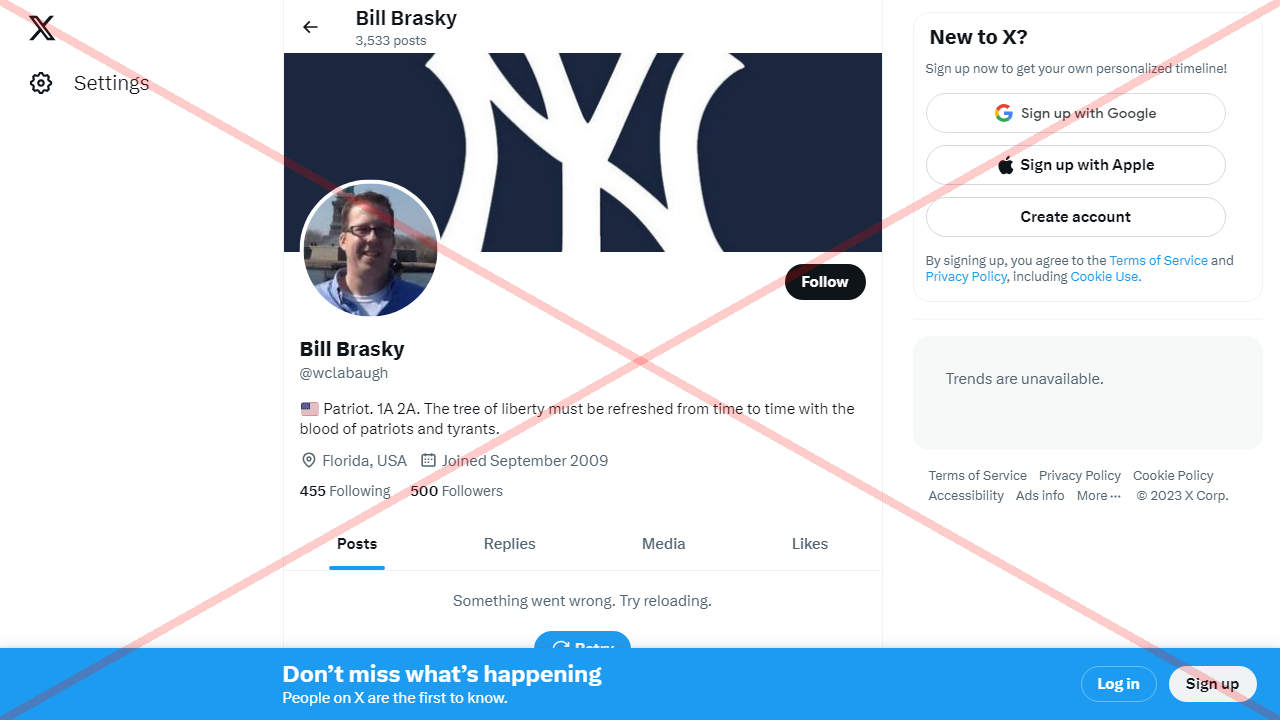 Bill Brasky
3,533 posts
Settings
Follow
Bill Brasky
@wclabaugh
🇺🇸 Patriot. 1A 2A. The tree of liberty must be refreshed from time to time with the
blood of patriots and tyrants.
Florida, USA Joined September 2009
455 Following 500 Followers
Posts Replies Media Likes
Something went wrong. Try reloading.
Retry
New to X?
Sign up now to get your own personalized timeline!
Sign up with Google
Sign up with Apple
Create account
By signing up, you agree to the Terms of Service and
Privacy Policy, including Cookie Use.
Trends are unavailable.
Terms of Service Privacy Policy Cookie Policy
Accessibility Ads info More ··· © 2023 X Corp.
Don’t miss what’s happening
People on X are the first to know.
Log in Sign up